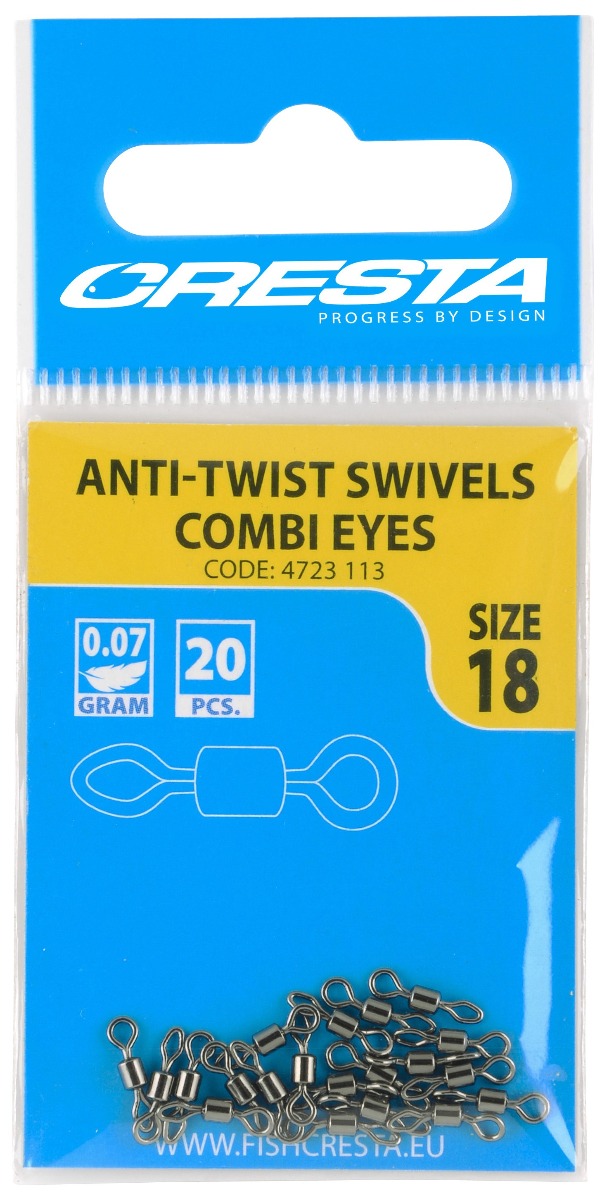 CRESTA
PROGRESS BY DESIGN
ANTI-TWIST SWIVELS
COMBI EYES
CODE: 4723 113
SIZE
18
0.07
GRAM
20
PCS.
WWW.FISHCRESTA.EU